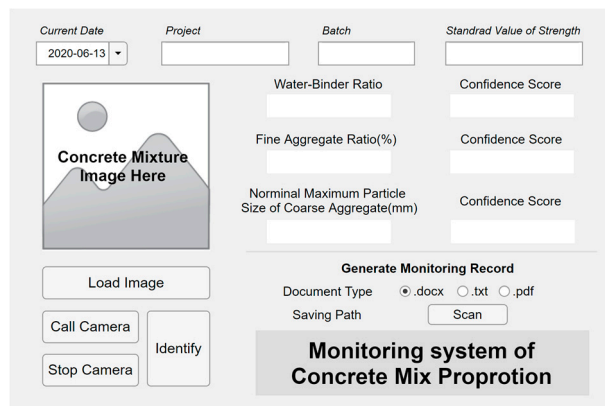 Current Date Project Batch Standrad Value of Strength
2020-06-13
Water-Binder Ratio Confidence Score
Concrete Mixture
Image Here
Fine Aggregate Ratio(%) Confidence Score
Norminal Maximum Particle
Size of Coarse Aggregate(mm) Confidence Score
Load Image
Call Camera
Stop Camera
Identify
Generate Monitoring Record
Document Type .docx .txt .pdf
Saving Path Scan
Monitoring system of
Concrete Mix Proprotion